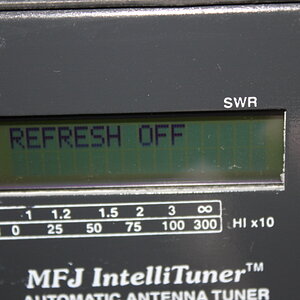 SWR
REFRESH OFF
1 1.2 1.5 2 3 ∞
0 25 50 75 100 300 HI x10
MFJ IntelliTuner™
AUTOMATIC ANTENNA TUNER